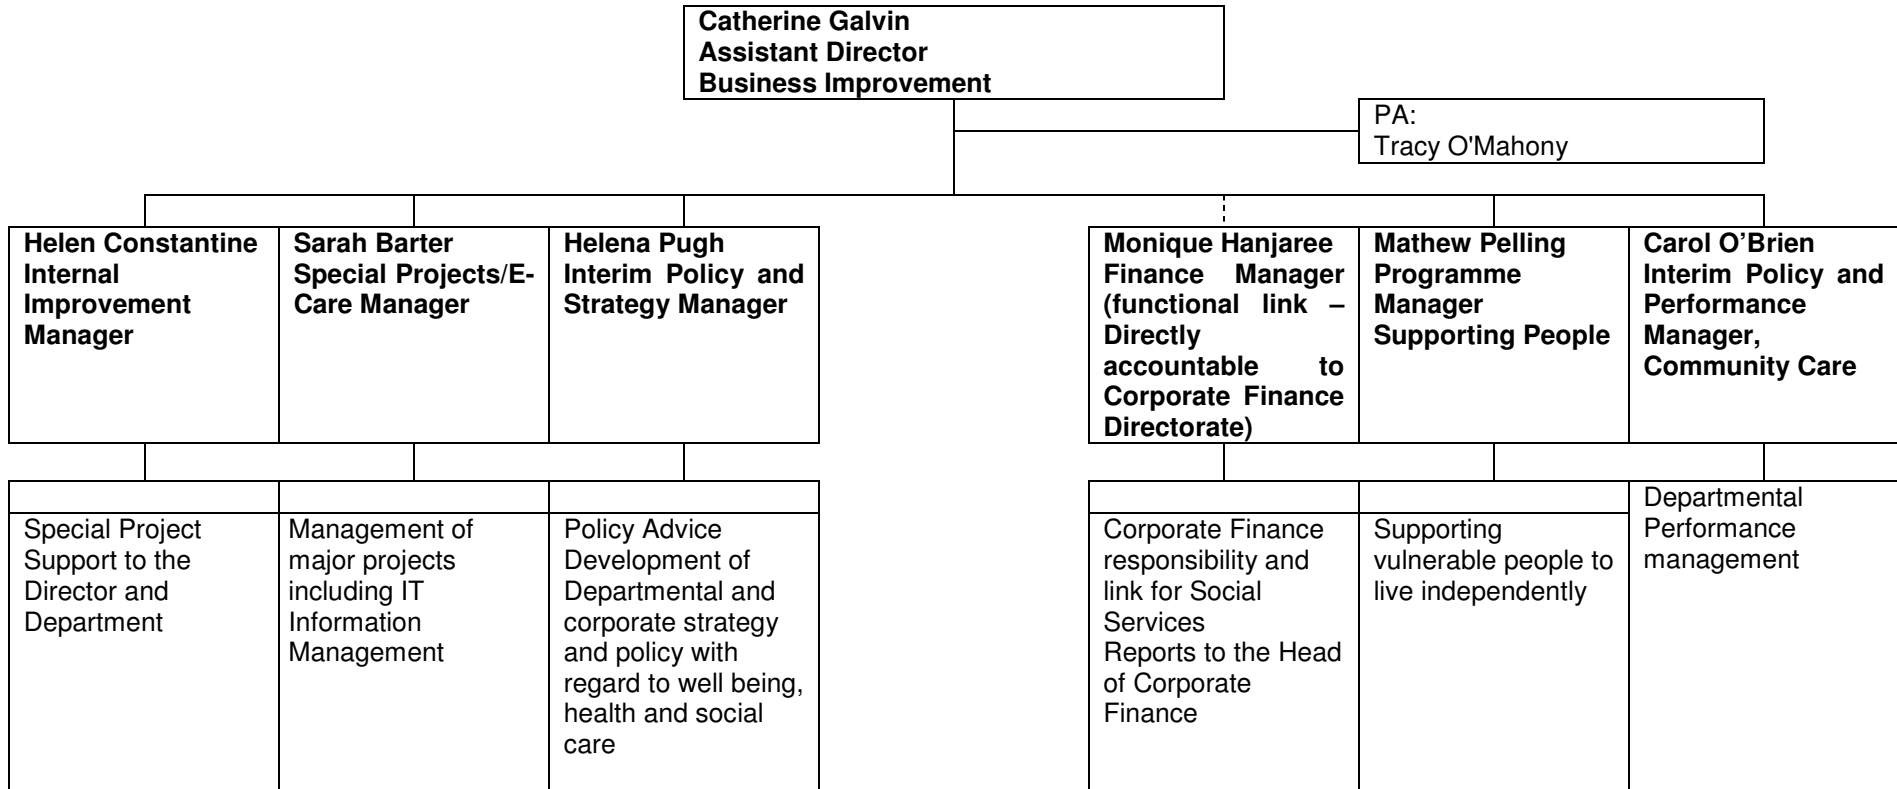 Catherine Galvin
Assistant Director
Business Improvement
PA:
Tracy O'Mahony
Helen Constantine
Internal
Improvement
Manager
Sarah Barter
Special Projects/E-
Care Manager
Helena Pugh
Interim Policy and
Strategy Manager
Monique Hanjaree
Finance Manager
(functional link –
Directly
accountable to
Corporate Finance
Directorate)
Mathew Pelling
Programme
Manager
Supporting People
Carol O’Brien
Interim Policy and
Performance
Manager,
Community Care
Special Project
Support to the
Director and
Department
Management of
major projects
including IT
Information
Management
Policy Advice
Development of
Departmental and
corporate strategy
and policy with
regard to well being,
health and social
care
Corporate Finance
responsibility and
link for Social
Services
Reports to the Head
of Corporate
Finance
Supporting
vulnerable people to
live independently
Departmental
Performance
management